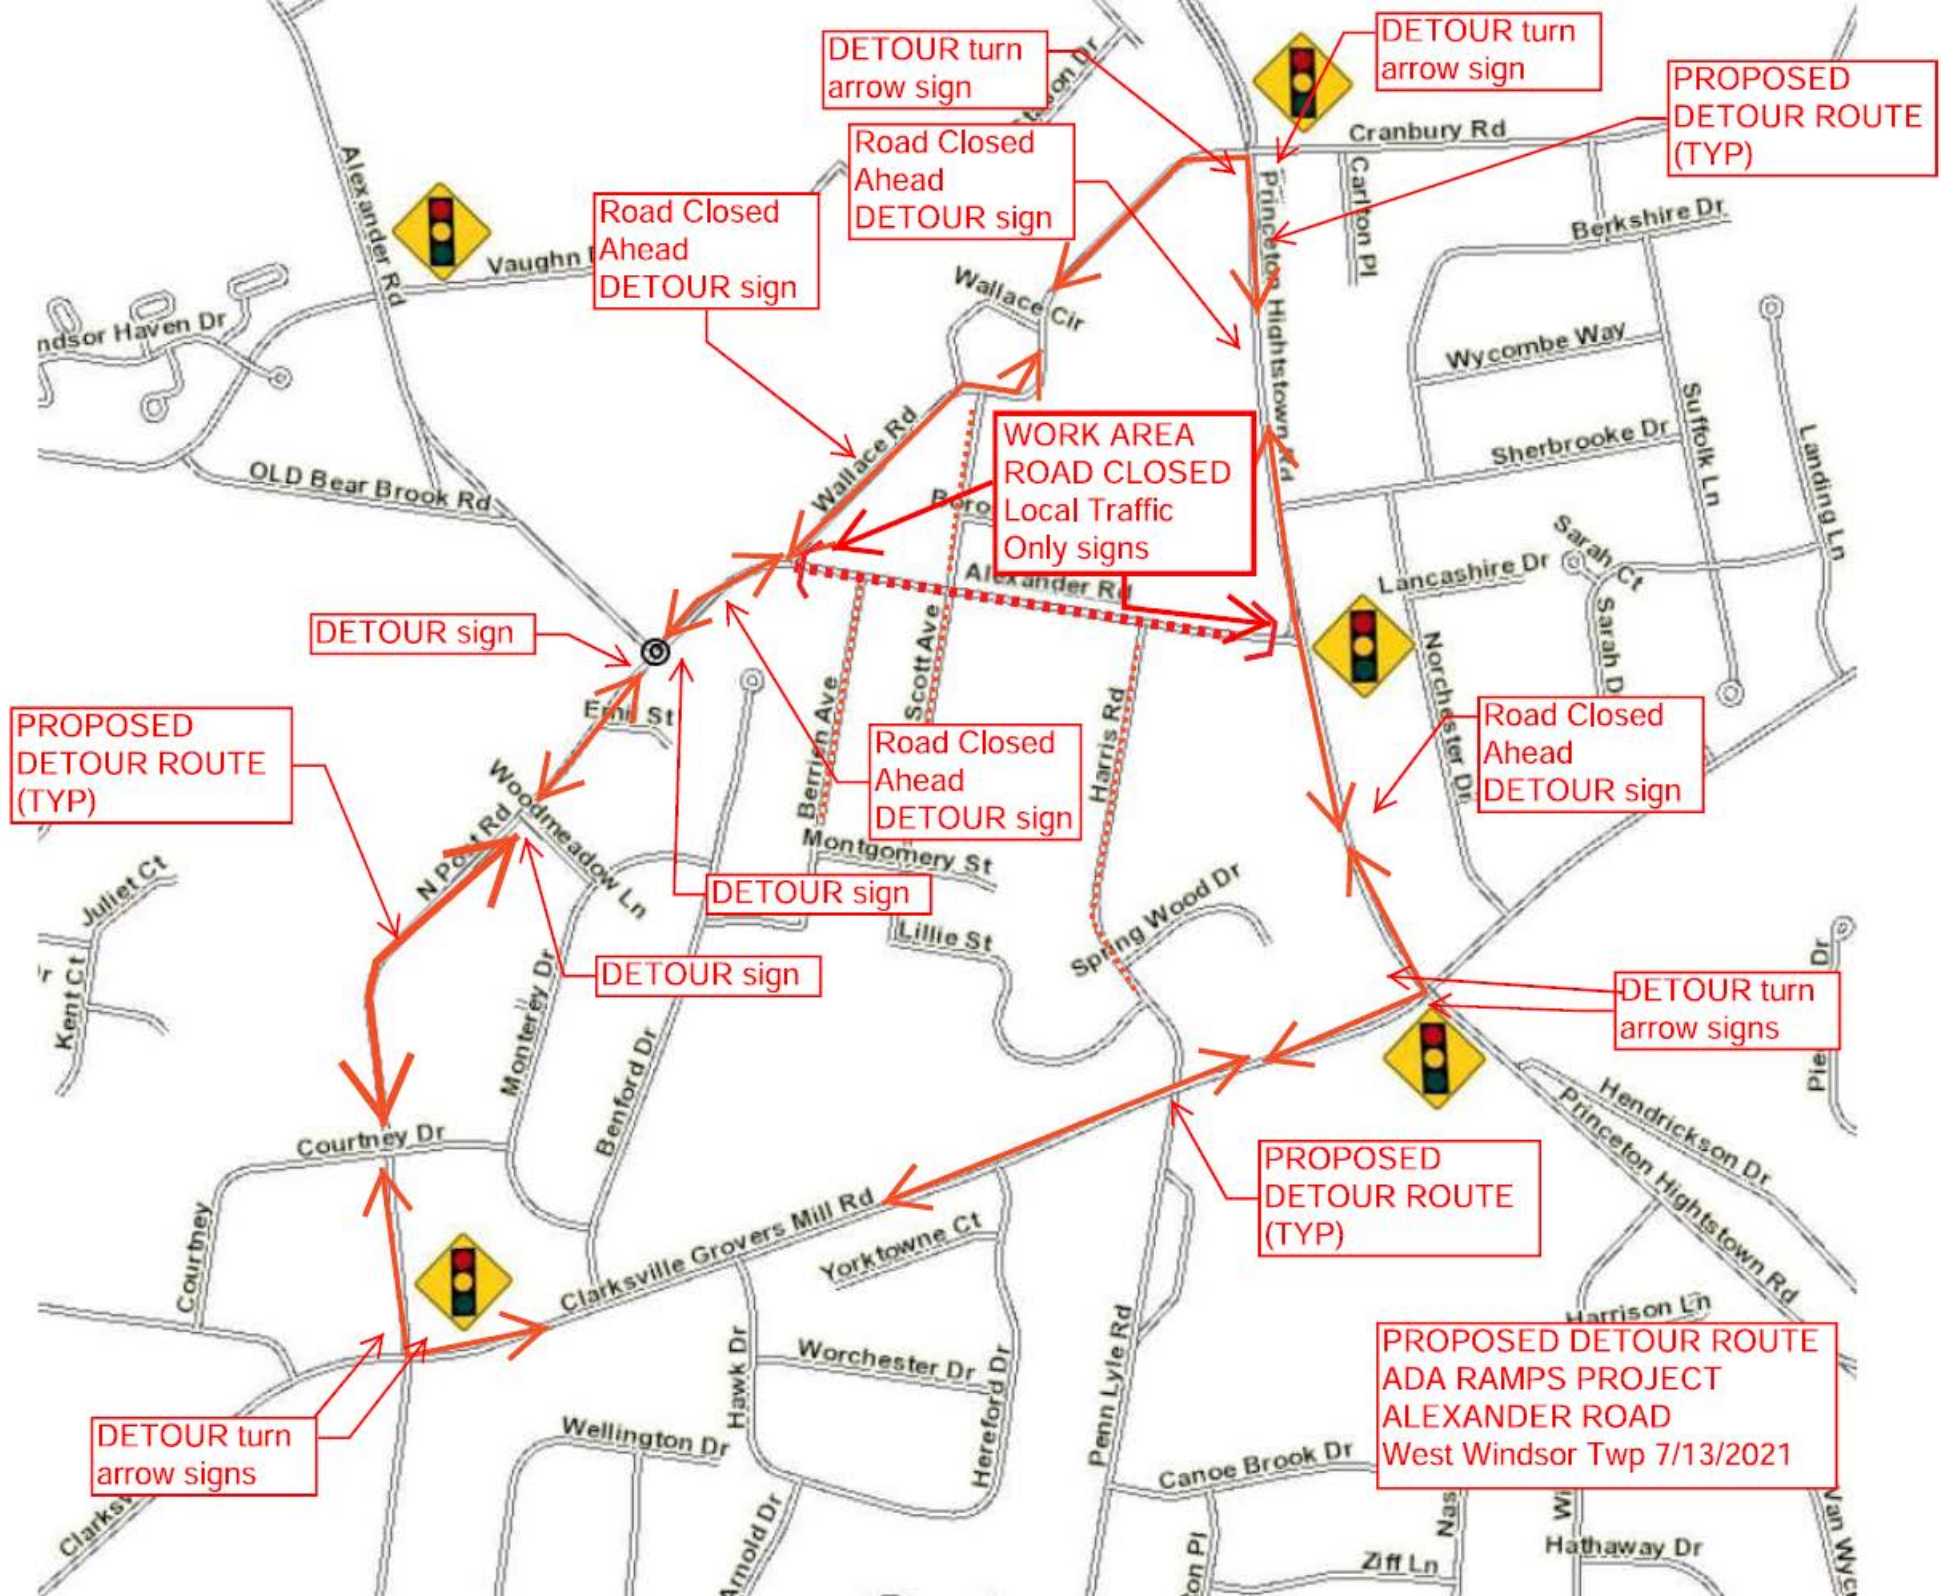 DETOUR turn
arrow sign
DETOUR turn
arrow sign
PROPOSED
DETOUR ROUTE
(TYP)
Cranbury Rd
Road Closed
Ahead
DETOUR sign
Carlton Pl
Alexander Rd
Road Closed
Ahead
DETOUR sign
Vaughn
Berkshire Dr
Wallace Cir
Princeton Hightstown Rd
Wycombe Way
Suffolk Ln
Landing Ln
Sherbrooke Dr
Wallace Rd
OLD Bear Brook Rd
WORK AREA
ROAD CLOSED
Local Traffic
Only signs
Alexander Rd
Lancashire Dr
Sarah Ct
Sarah D
Norchester Dr
DETOUR sign
Scott Ave
Berrien Ave
Harris Rd
PROPOSED
DETOUR ROUTE
(TYP)
Road Closed
Ahead
DETOUR sign
Road Closed
Ahead
DETOUR sign
Woodmeadow Ln
N Post Rd
Montgomery St
DETOUR sign
Juliet Ct
Kent Ct
Lillie St
Spring Wood Dr
DETOUR sign
Monterey Dr
Benford Dr
DETOUR turn
arrow signs
Dr
Courtney Dr
Courtney
Hendrickson Dr
Princeton Hightstown Rd
PROPOSED
DETOUR ROUTE
(TYP)
Clarksville Grovers Mill Rd
Yorktowne Ct
Harrison Ln
Hawk Dr
Worchester Dr
Hereford Dr
Penn Lyle Rd
PROPOSED DETOUR ROUTE
ADA RAMPS PROJECT
ALEXANDER ROAD
West Windsor Twp 7/13/2021
DETOUR turn
arrow signs
Wellington Dr
Canoe Brook Dr
Arnold Dr
Ziff Ln
Hathaway Dr